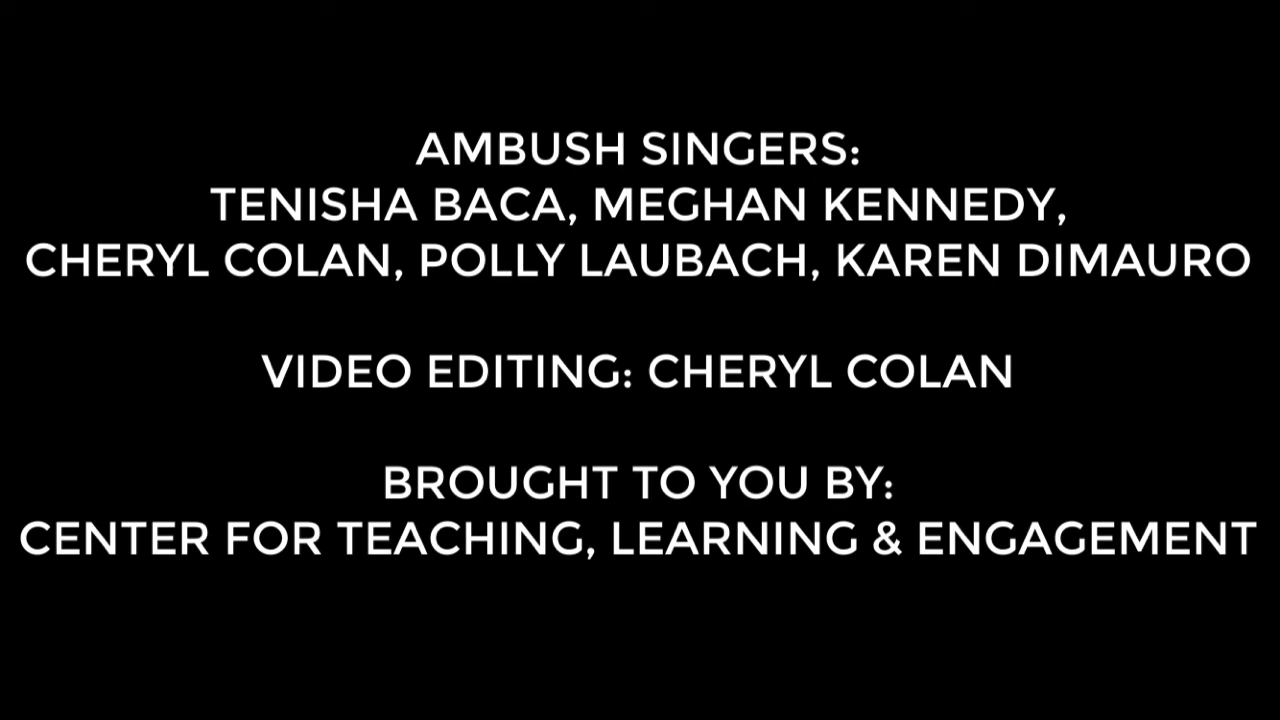 AMBUSH SINGERS:
TENISHA BACA, MEGHAN KENNEDY,
CHERYL COLAN, POLLY LAUBACH, KAREN DIMAURO
VIDEO EDITING: CHERYL COLAN
BROUGHT TO YOU BY:
CENTER FOR TEACHING, LEARNING & ENGAGEMENT